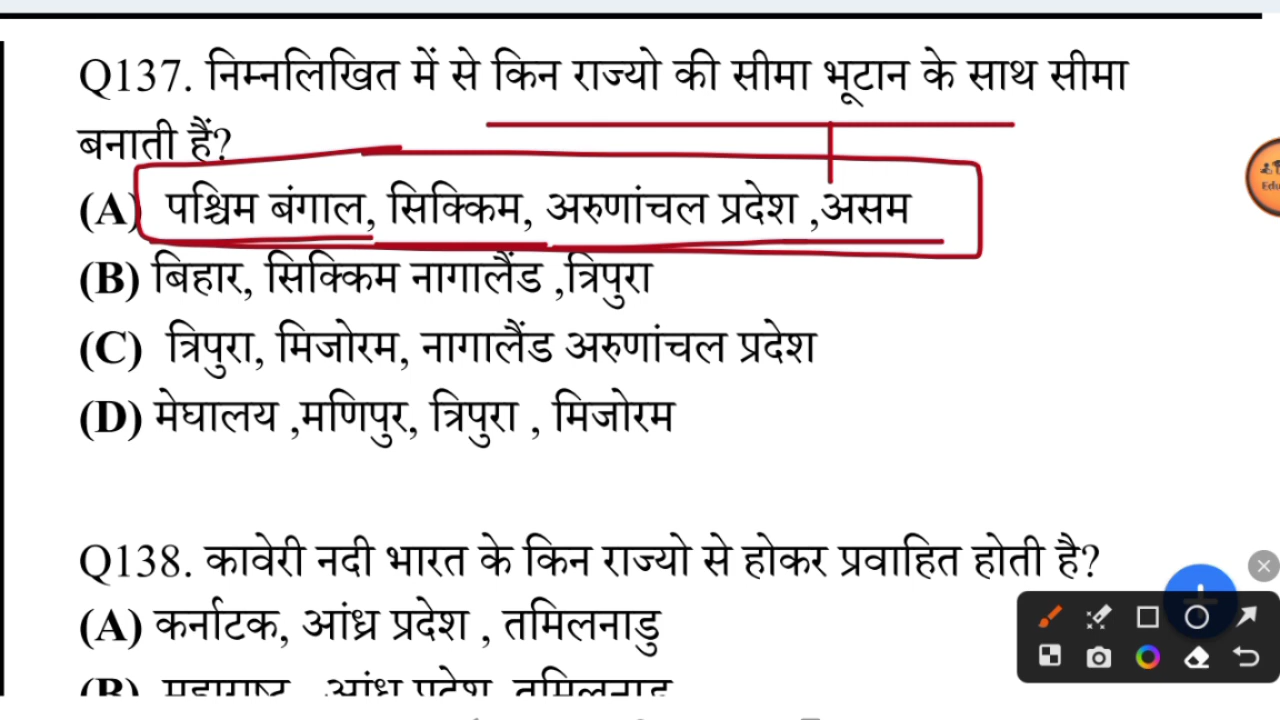 Q137. निम्नलिखित में से किन राज्यो की सीमा भूटान के साथ सीमा
बनाती हैं?
(A) पश्चिम बंगाल, सिक्किम, अरुणांचल प्रदेश ,असम
(B) बिहार, सिक्किम नागालैंड ,त्रिपुरा
(C) त्रिपुरा, मिजोरम, नागालैंड अरुणांचल प्रदेश
(D) मेघालय ,मणिपुर, त्रिपुरा , मिजोरम
Q138. कावेरी नदी भारत के किन राज्यो से होकर प्रवाहित होती है?
(A) कर्नाटक, आंध्र प्रदेश , तमिलनाडु